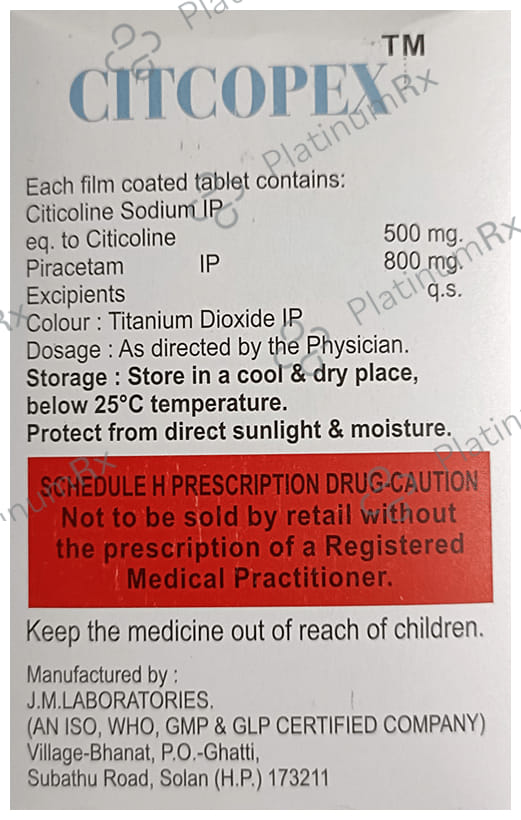 CITCOPEX TM
Each film coated tablet contains:
Citicoline Sodium IP
eq. to Citicoline 500 mg.
Piracetam IP 800 mg.
Excipients q.s.
Colour : Titanium Dioxide IP
Dosage : As directed by the Physician.
Storage : Store in a cool & dry place,
below 25°C temperature.
Protect from direct sunlight & moisture.
SCHEDULE H PRESCRIPTION DRUG-CAUTION
Not to be sold by retail without
the prescription of a Registered
Medical Practitioner.
Keep the medicine out of reach of children.
Manufactured by :
J.M.LABORATORIES.
(AN ISO, WHO, GMP & GLP CERTIFIED COMPANY)
Village-Bhanat, P.O.-Ghatti,
Subathu Road, Solan (H.P.) 173211
PlatinumRx
PlatinumRx